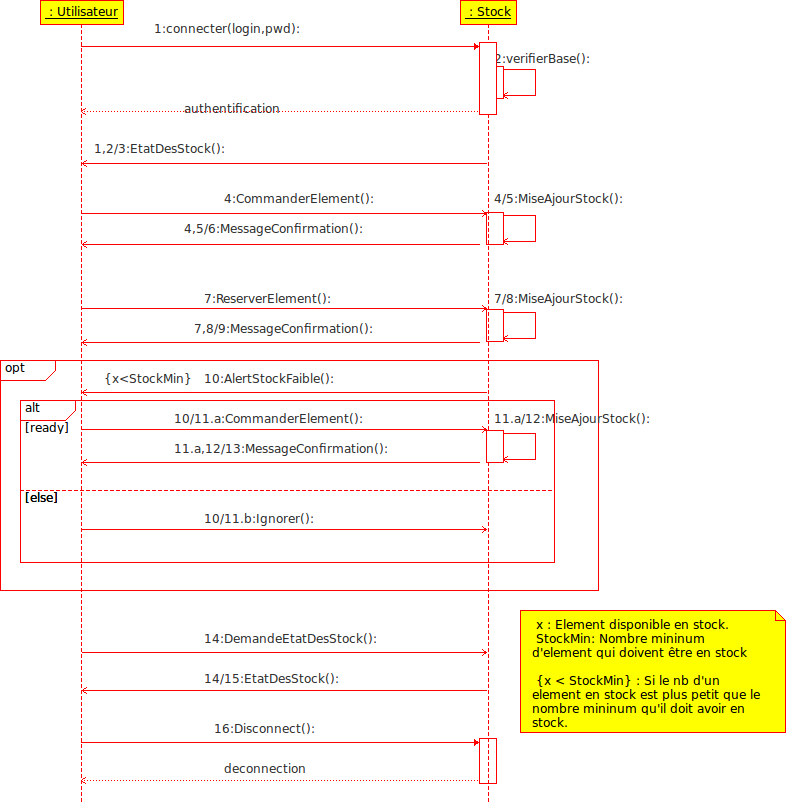 : Utilisateur
: Stock
1:connecter(login,pwd):
2:verifierBase():
authentification
1,2/3:EtatDesStock():
4:CommanderElement():
4/5:MiseAjourStock():
4,5/6:MessageConfirmation():
7:ReserverElement():
7/8:MiseAjourStock():
7,8/9:MessageConfirmation():
opt
{x<StockMin} 10:AlertStockFaible():
alt
[ready]
10/11.a:CommanderElement():
11.a/12:MiseAjourStock():
11.a,12/13:MessageConfirmation():
[else]
10/11.b:Ignorer():
14:DemandeEtatDesStock():
14/15:EtatDesStock():
16:Disconnect():
deconnection
x : Element disponible en stock.
StockMin: Nombre mininum
d'element qui doivent être en stock
{x < StockMin} : Si le nb d'un
element en stock est plus petit que le
nombre mininum qu'il doit avoir en
stock.